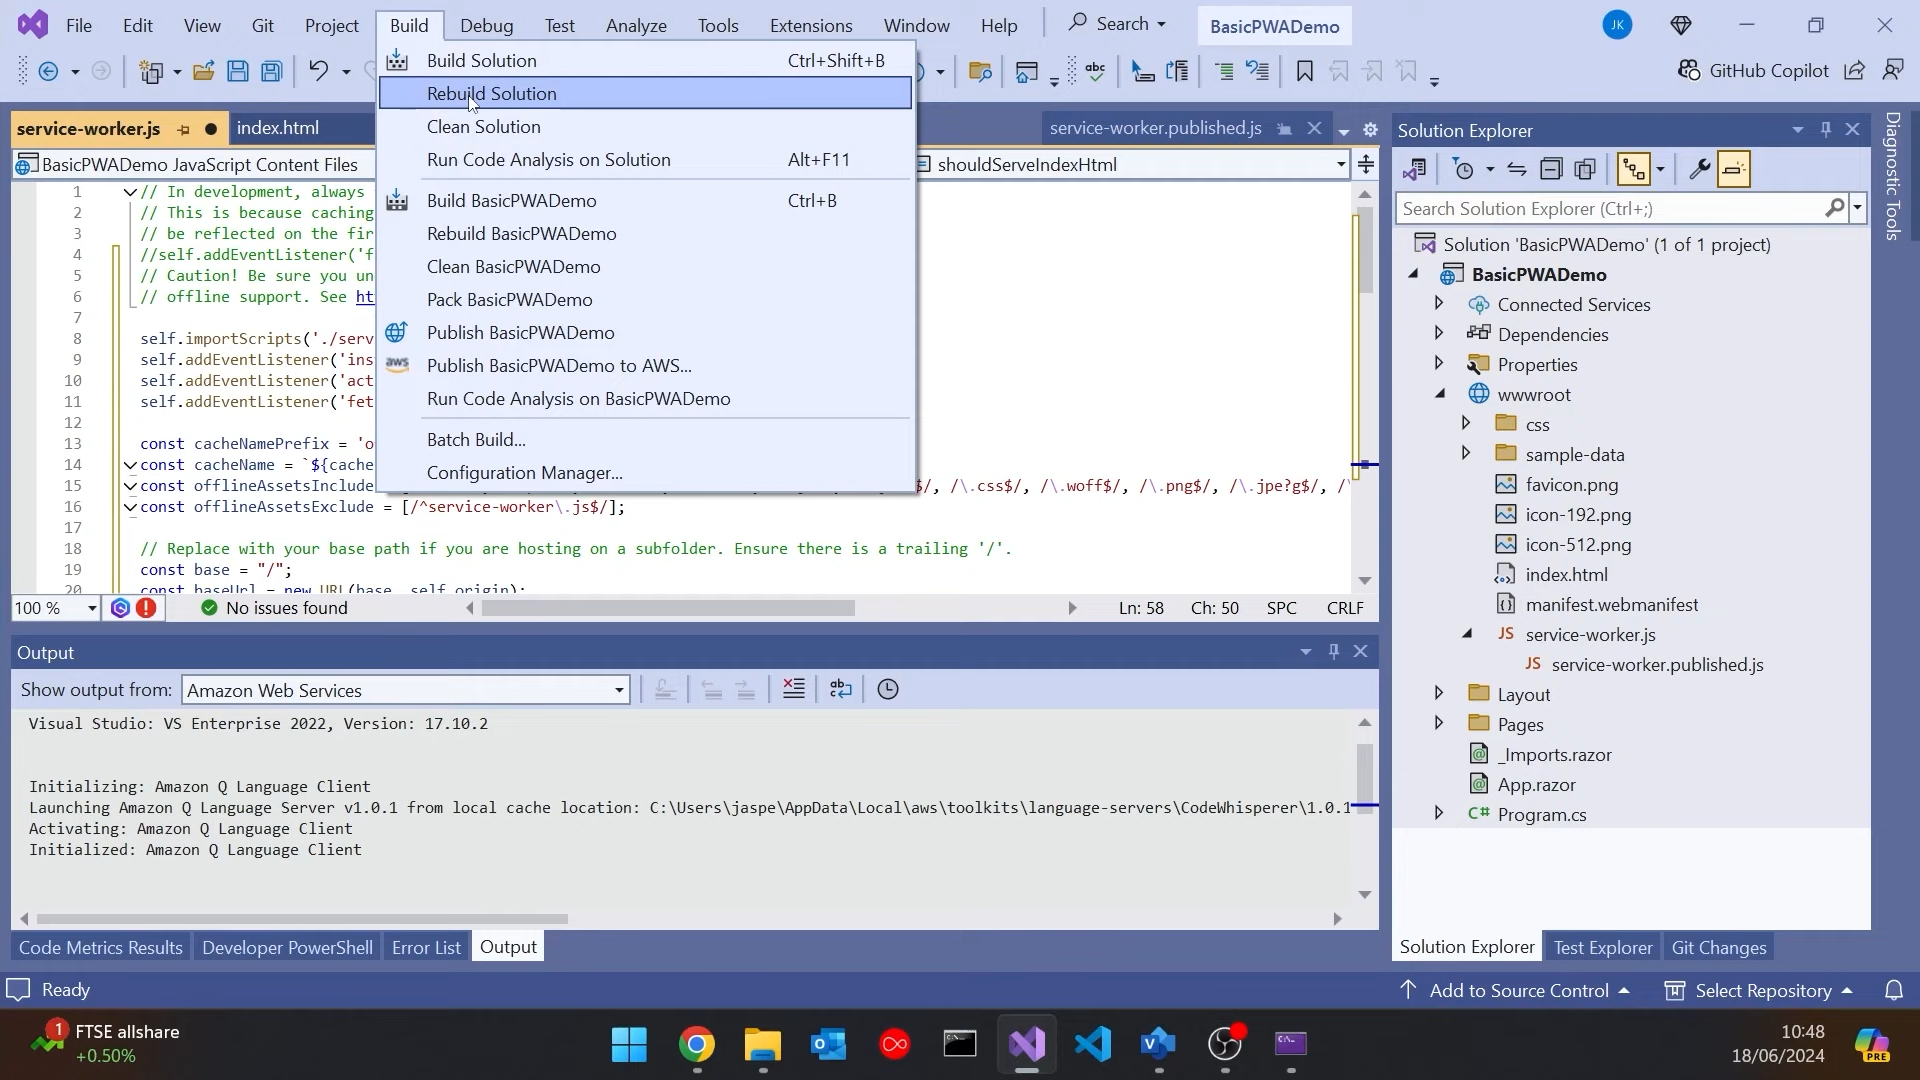 File Edit View Git Project Build Debug Test Analyze Tools Extensions Window Help Search BasicPWADemo JK
GitHub Copilot
service-worker.js index.html service-worker.published.js
BasicPWADemo JavaScript Content Files shouldServeIndexHtml
Build Solution Ctrl+Shift+B
Rebuild Solution
Clean Solution
Run Code Analysis on Solution Alt+F11
Build BasicPWADemo Ctrl+B
Rebuild BasicPWADemo
Clean BasicPWADemo
Pack BasicPWADemo
Publish BasicPWADemo
aws Publish BasicPWADemo to AWS...
Run Code Analysis on BasicPWADemo
Batch Build...
Configuration Manager...
1 // In development, always
2 // This is because caching
3 // be reflected on the fir
4 //self.addEventListener('f
5 // Caution! Be sure you un
6 // offline support. See ht
7
8 self.importScripts('./serv
9 self.addEventListener('ins
10 self.addEventListener('act
11 self.addEventListener('fet
12
13 const cacheNamePrefix = 'o
14 const cacheName = `${cache
15 const offlineAssetsInclude $/, /\.css$/, /\.woff$/, /\.png$/, /\.jpe?g$/, /\
16 const offlineAssetsExclude = [/^service-worker\.js$/];
17
18 // Replace with your base path if you are hosting on a subfolder. Ensure there is a trailing '/'.
19 const base = "/";
20 const baseUrl = new URL(base, self.origin);
100 % No issues found Ln: 58 Ch: 50 SPC CRLF
Output
Show output from: Amazon Web Services
Visual Studio: VS Enterprise 2022, Version: 17.10.2
Initializing: Amazon Q Language Client
Launching Amazon Q Language Server v1.0.1 from local cache location: C:\Users\jaspe\AppData\Local\aws\toolkits\language-servers\CodeWhisperer\1.0.1
Activating: Amazon Q Language Client
Initialized: Amazon Q Language Client
Code Metrics Results Developer PowerShell Error List Output
Solution Explorer
Search Solution Explorer (Ctrl+;)
Solution 'BasicPWADemo' (1 of 1 project)
BasicPWADemo
Connected Services
Dependencies
Properties
wwwroot
css
sample-data
favicon.png
icon-192.png
icon-512.png
index.html
manifest.webmanifest
JS service-worker.js
JS service-worker.published.js
Layout
Pages
_Imports.razor
App.razor
C# Program.cs
Solution Explorer Test Explorer Git Changes
Diagnostic Tools
Ready Add to Source Control Select Repository
1 FTSE allshare
+0.50%
10:48
18/06/2024
PRE